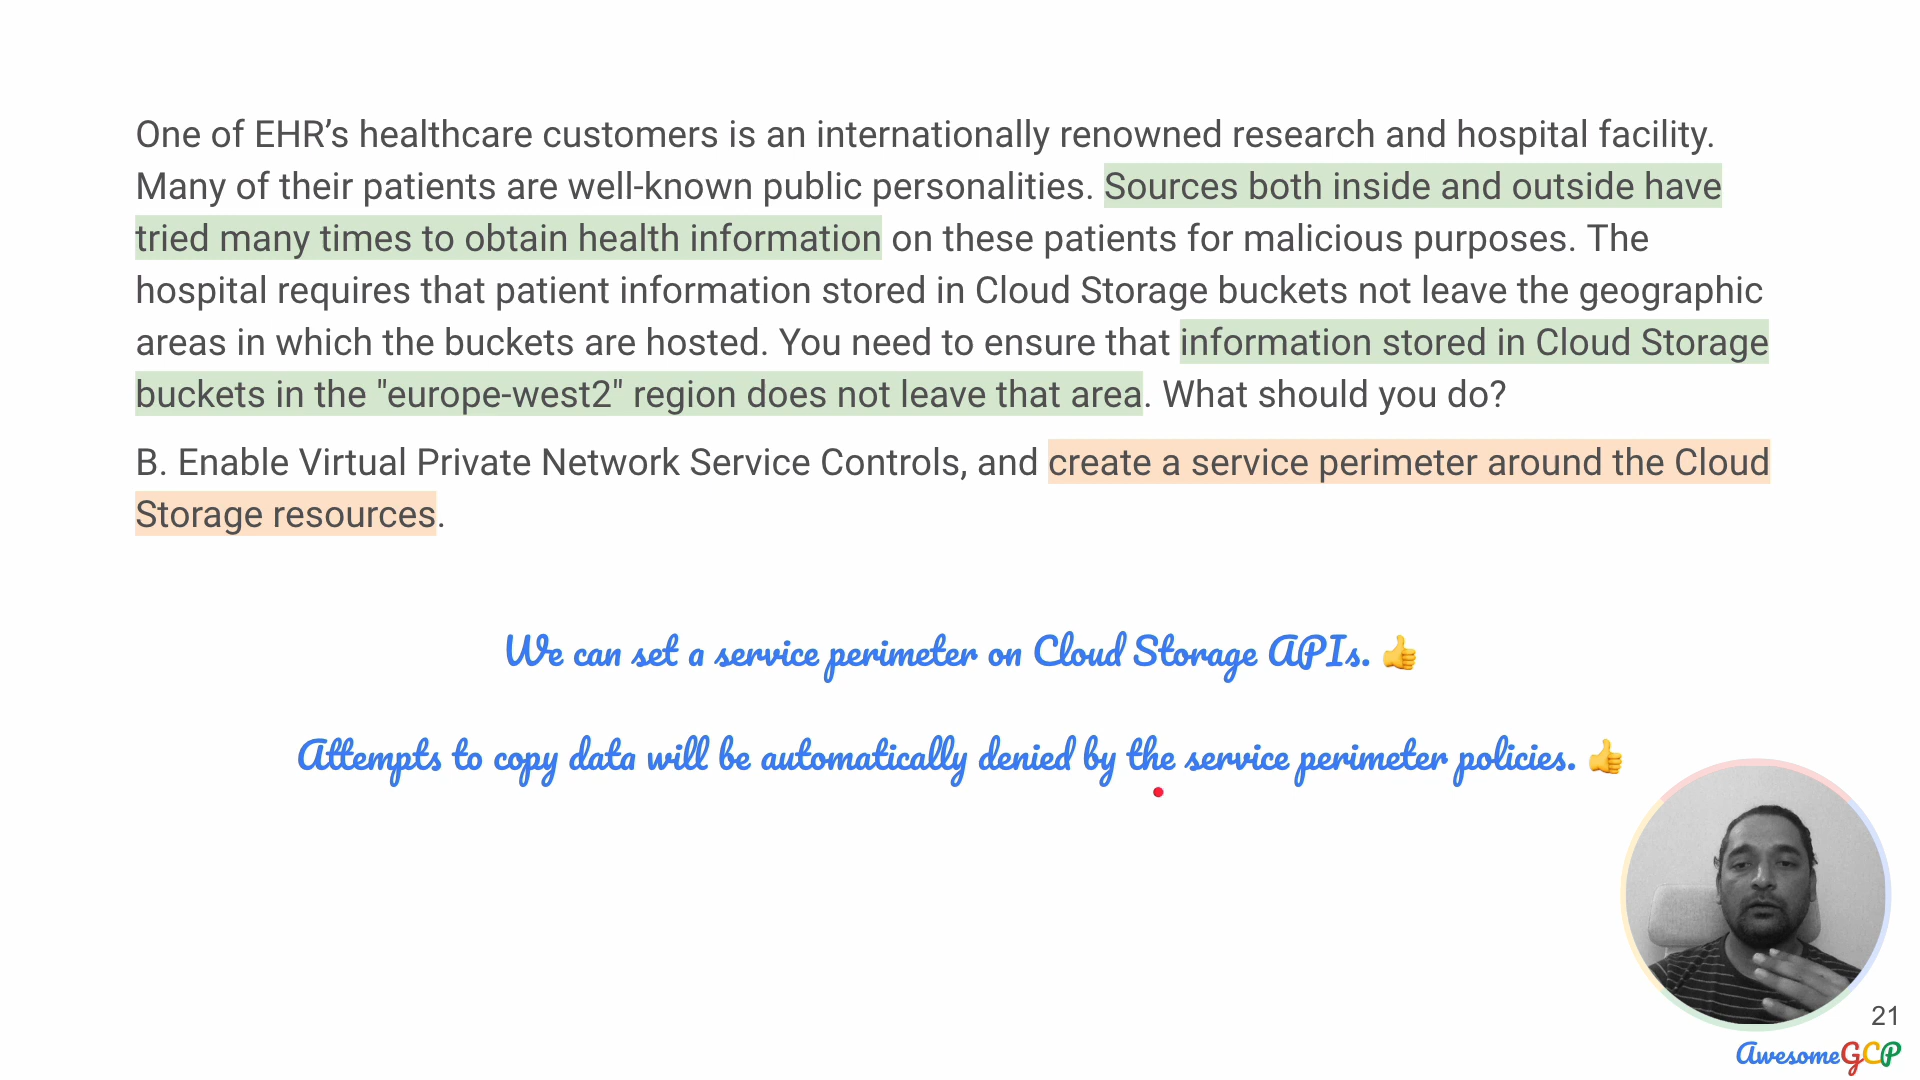 One of EHR’s healthcare customers is an internationally renowned research and hospital facility.
Many of their patients are well-known public personalities. Sources both inside and outside have
tried many times to obtain health information on these patients for malicious purposes. The
hospital requires that patient information stored in Cloud Storage buckets not leave the geographic
areas in which the buckets are hosted. You need to ensure that information stored in Cloud Storage
buckets in the "europe-west2" region does not leave that area. What should you do?
B. Enable Virtual Private Network Service Controls, and create a service perimeter around the Cloud
Storage resources.
We can set a service perimeter on Cloud Storage APIs. 👍
Attempts to copy data will be automatically denied by the service perimeter policies. 👍
21
AwesomeGCP